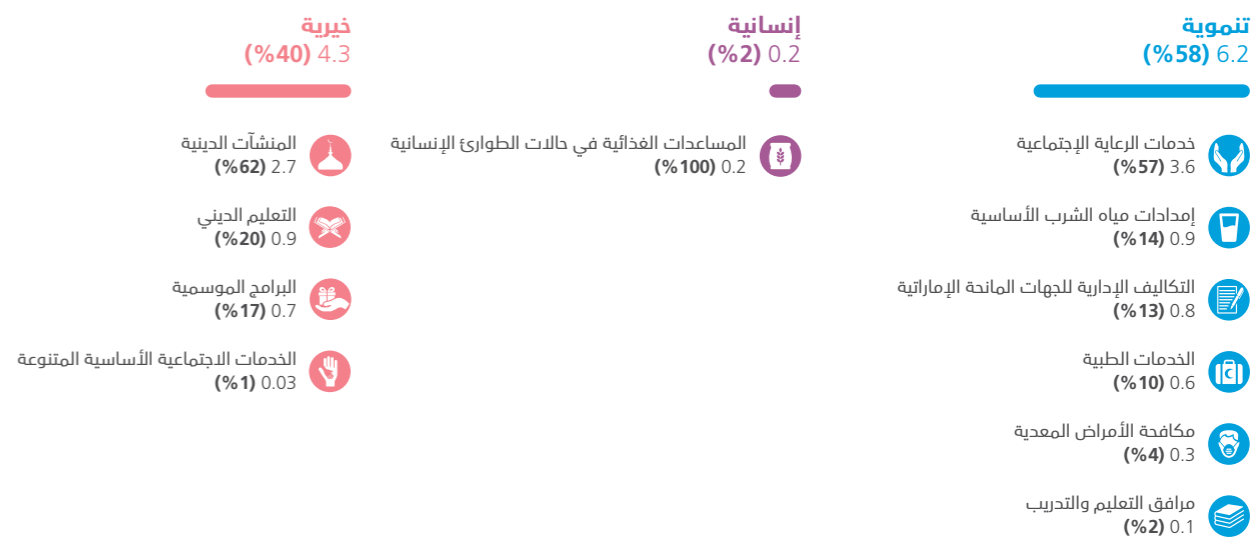 تنموية
6.2 (%58)
خدمات الرعاية الإجتماعية
3.6 (%57)
إمدادات مياه الشرب الأساسية
0.9 (%14)
التكاليف الإدارية للجهات المانحة الإماراتية
0.8 (%13)
الخدمات الطبية
0.6 (%10)
مكافحة الأمراض المعدية
0.3 (%4)
مرافق التعليم والتدريب
0.1 (%2)
إنسانية
0.2 (%2)
المساعدات الغذائية في حالات الطوارئ الإنسانية
0.2 (%100)
خيرية
4.3 (%40)
المنشآت الدينية
2.7 (%62)
التعليم الديني
0.9 (%20)
البرامج الموسمية
0.7 (%17)
الخدمات الاجتماعية الأساسية المتنوعة
0.03 (%1)